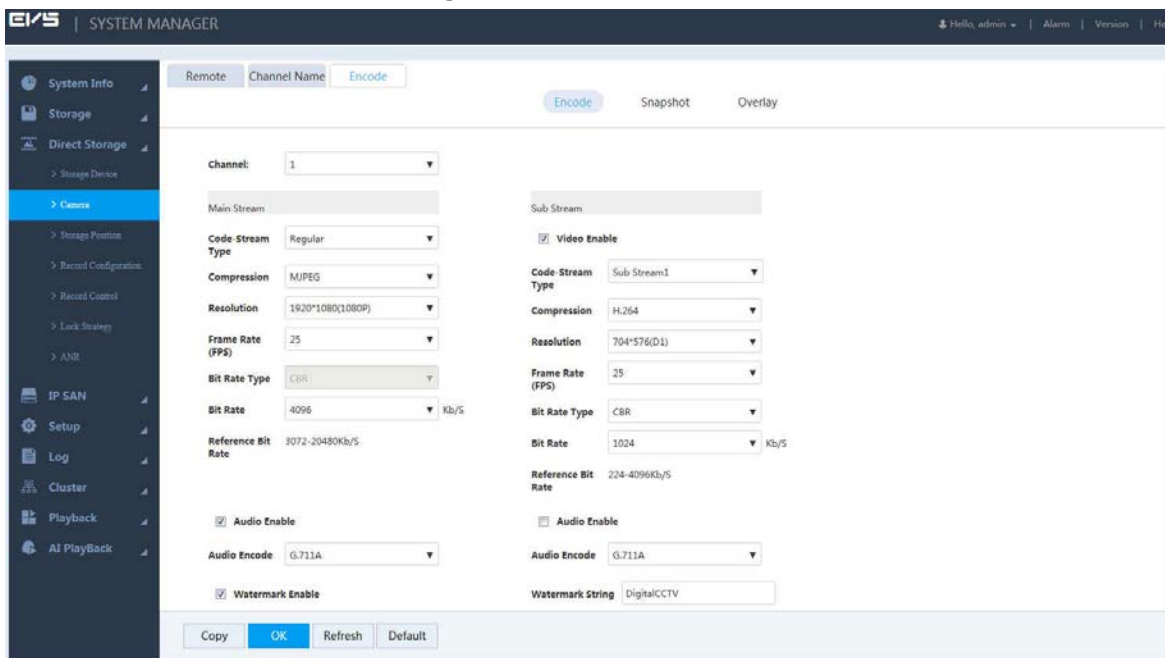 EVS | SYSTEM MANAGER
Hello, admin | Alarm | Version | He
System Info
Storage
Direct Storage
> Storage Device
> Camera
> Storage Position
> Record Configuration
> Record Control
> Lock Strategy
> ANR
IP SAN
Setup
Log
Cluster
Playback
AI PlayBack
Remote Channel Name Encode
Encode Snapshot Overlay
Channel: 1
Main Stream
Code-Stream Type Regular
Compression MJPEG
Resolution 1920*1080(1080P)
Frame Rate (FPS) 25
Bit Rate Type CBR
Bit Rate 4096 Kb/S
Reference Bit Rate 3072-20480Kb/S
Audio Enable
Audio Encode G.711A
Watermark Enable
Sub Stream
Video Enable
Code-Stream Type Sub Stream1
Compression H.264
Resolution 704*576(D1)
Frame Rate (FPS) 25
Bit Rate Type CBR
Bit Rate 1024 Kb/S
Reference Bit Rate 224-4096Kb/S
Audio Enable
Audio Encode G.711A
Watermark String DigitalCCTV
Copy OK Refresh Default